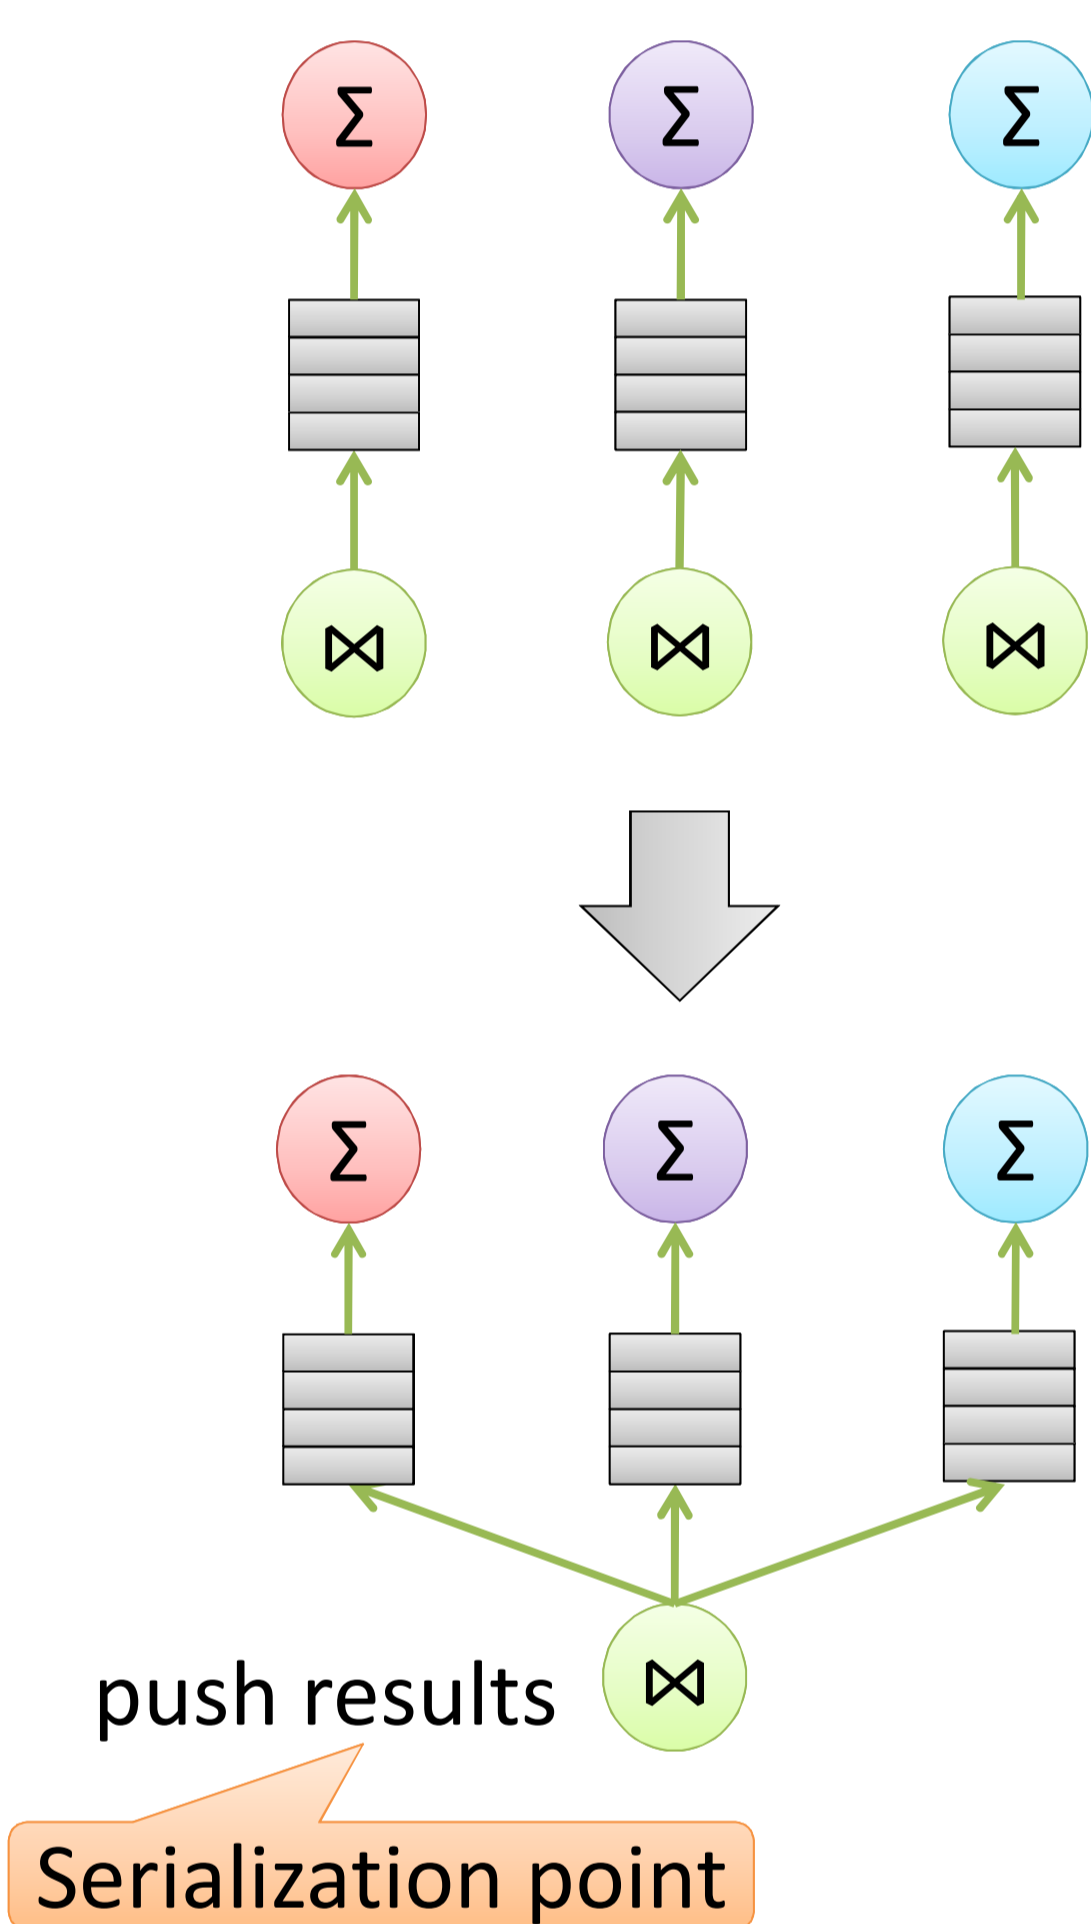 Σ Σ Σ
⋈ ⋈ ⋈
Σ Σ Σ
⋈
push results
Serialization point